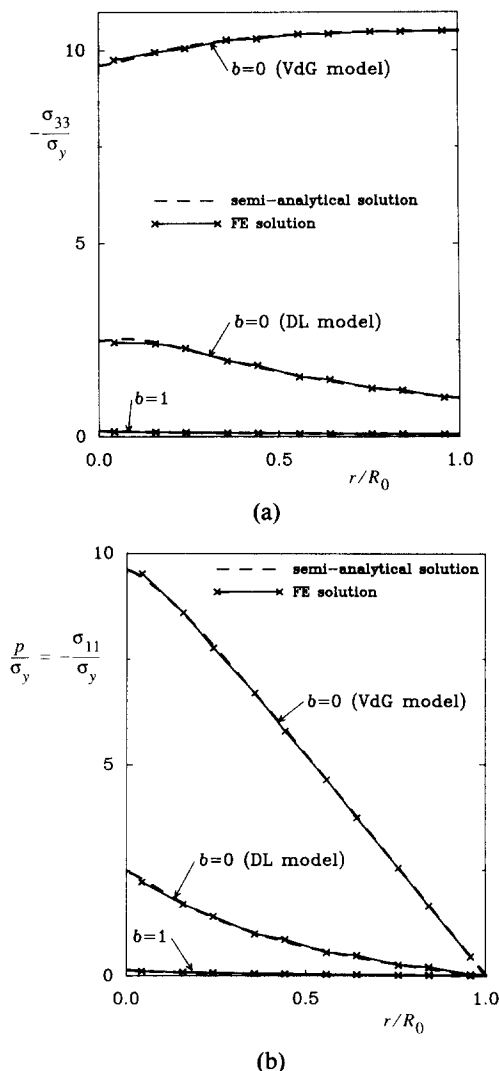 10
b=0 (VdG model)
-σ33/σy
semi-analytical solution
FE solution
5
b=0 (DL model)
b=1
0
0.0
0.5
1.0
r/R0
(a)
10
semi-analytical solution
FE solution
p/σy = -σ11/σy
b=0 (VdG model)
5
b=0 (DL model)
b=1
0
0.0
0.5
1.0
r/R0
(b)